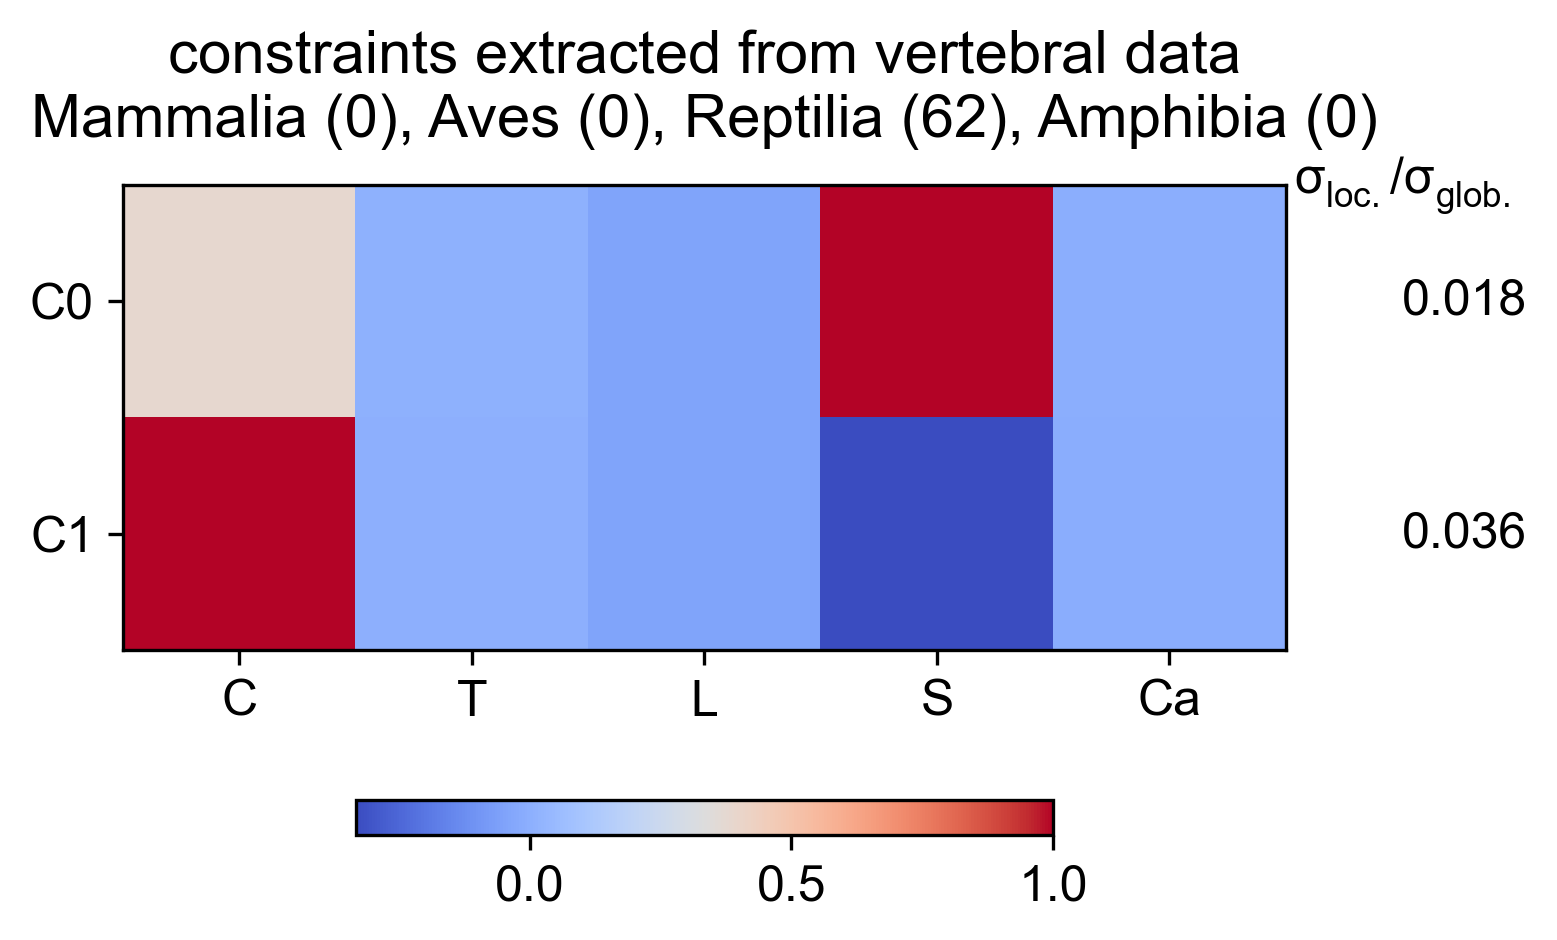 constraints extracted from vertebral data
Mammalia (0), Aves (0), Reptilia (62), Amphibia (0)
σloc. /σglob.
C0 0.018
C1 0.036
C T L S Ca
0.0 0.5 1.0